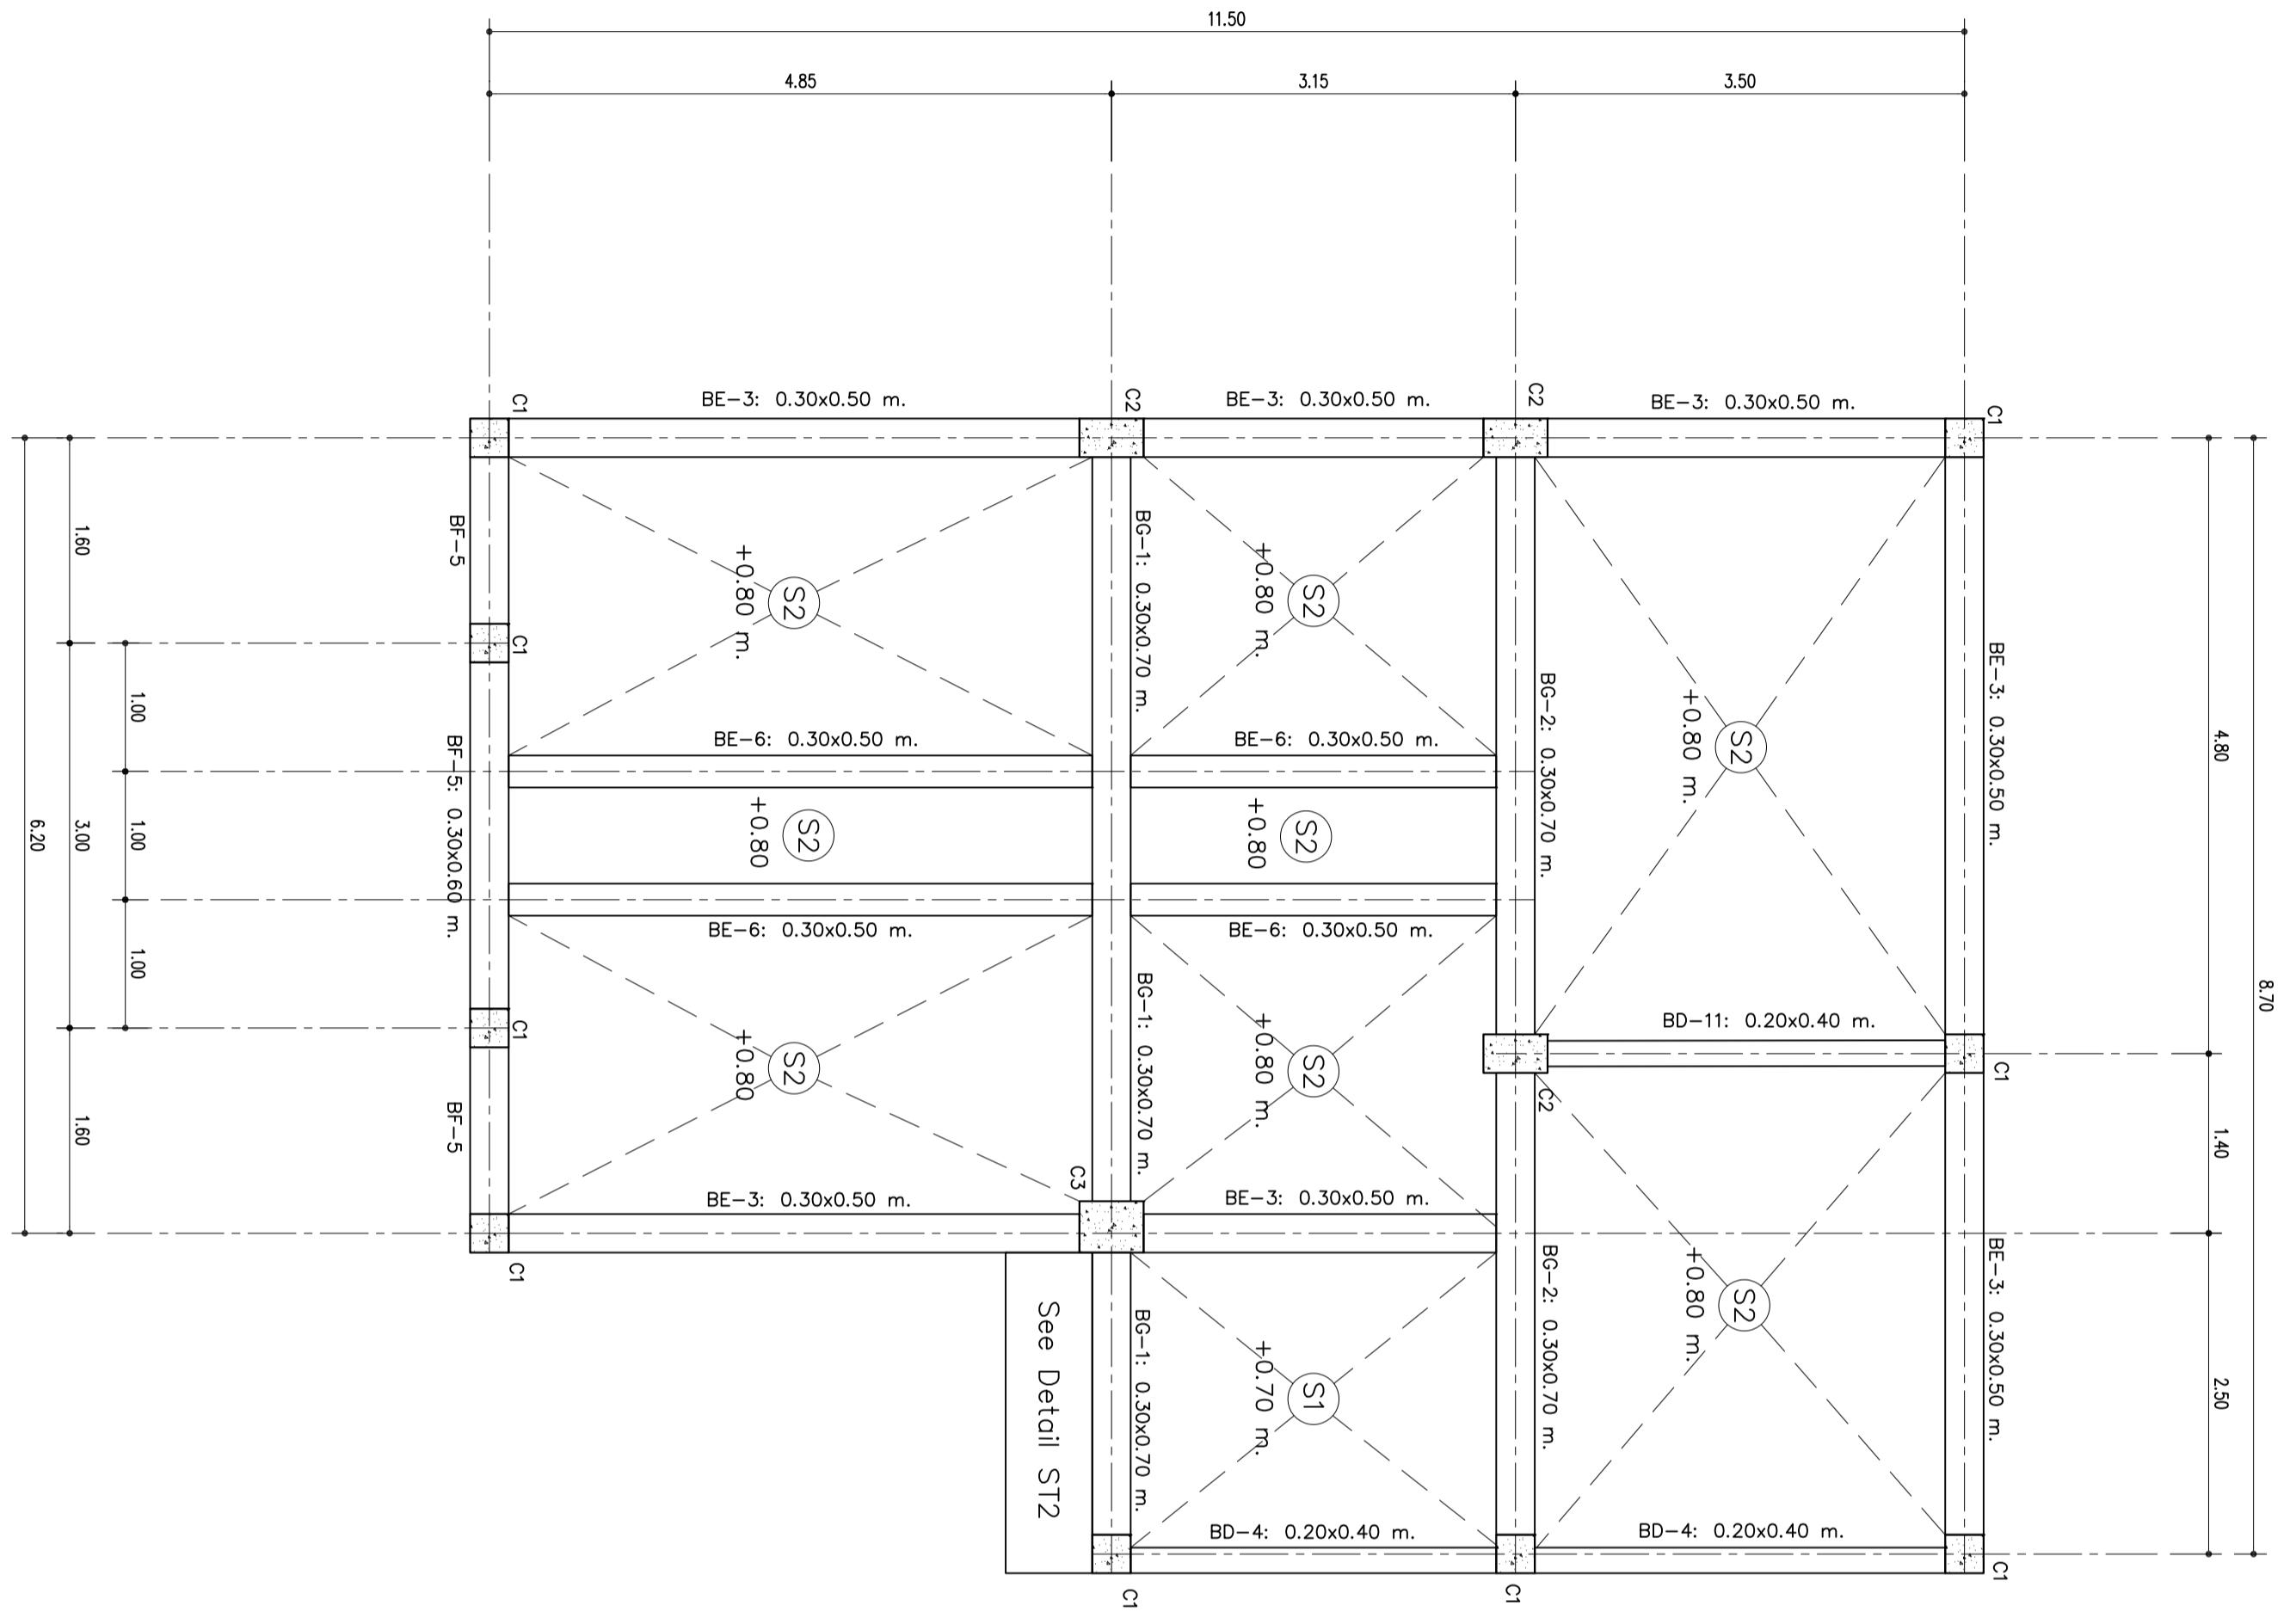 11.50
4.85
3.15
3.50
C1
BE-3: 0.30x0.50 m.
C2
BE-3: 0.30x0.50 m.
C2
BE-3: 0.30x0.50 m.
C1
1.60
BF-5
+0.80 m.
S2
BG-1: 0.30x0.70 m.
+0.80 m.
S2
C1
1.00
BE-6: 0.30x0.50 m.
BE-6: 0.30x0.50 m.
BG-2: 0.30x0.70 m.
+0.80 m.
S2
BE-3: 0.30x0.50 m.
4.80
6.20
3.00
1.00
BF-5: 0.30x0.60 m.
+0.80
S2
+0.80
S2
BE-6: 0.30x0.50 m.
BE-6: 0.30x0.50 m.
1.00
8.70
C1
BD-11: 0.20x0.40 m.
C2
C1
+0.80
S2
BG-1: 0.30x0.70 m.
+0.80 m.
S2
1.60
BF-5
1.40
C3
BE-3: 0.30x0.50 m.
BE-3: 0.30x0.50 m.
C1
BG-2: 0.30x0.70 m.
+0.80 m.
S2
BE-3: 0.30x0.50 m.
2.50
See Detail ST2
BG-1: 0.30x0.70 m.
+0.70 m.
S1
BD-4: 0.20x0.40 m.
BD-4: 0.20x0.40 m.
C1
C1
C1